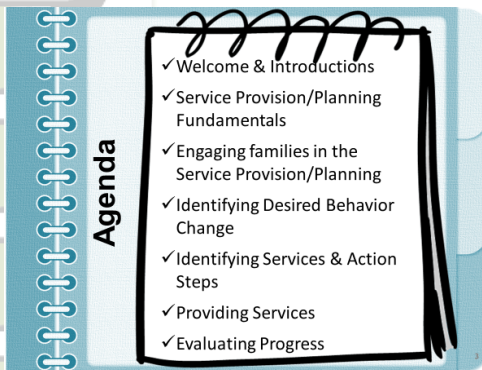 Agenda
✓Welcome & Introductions
✓Service Provision/Planning
Fundamentals
✓Engaging families in the
Service Provision/Planning
✓Identifying Desired Behavior
Change
✓Identifying Services & Action
Steps
✓Providing Services
✓Evaluating Progress
3